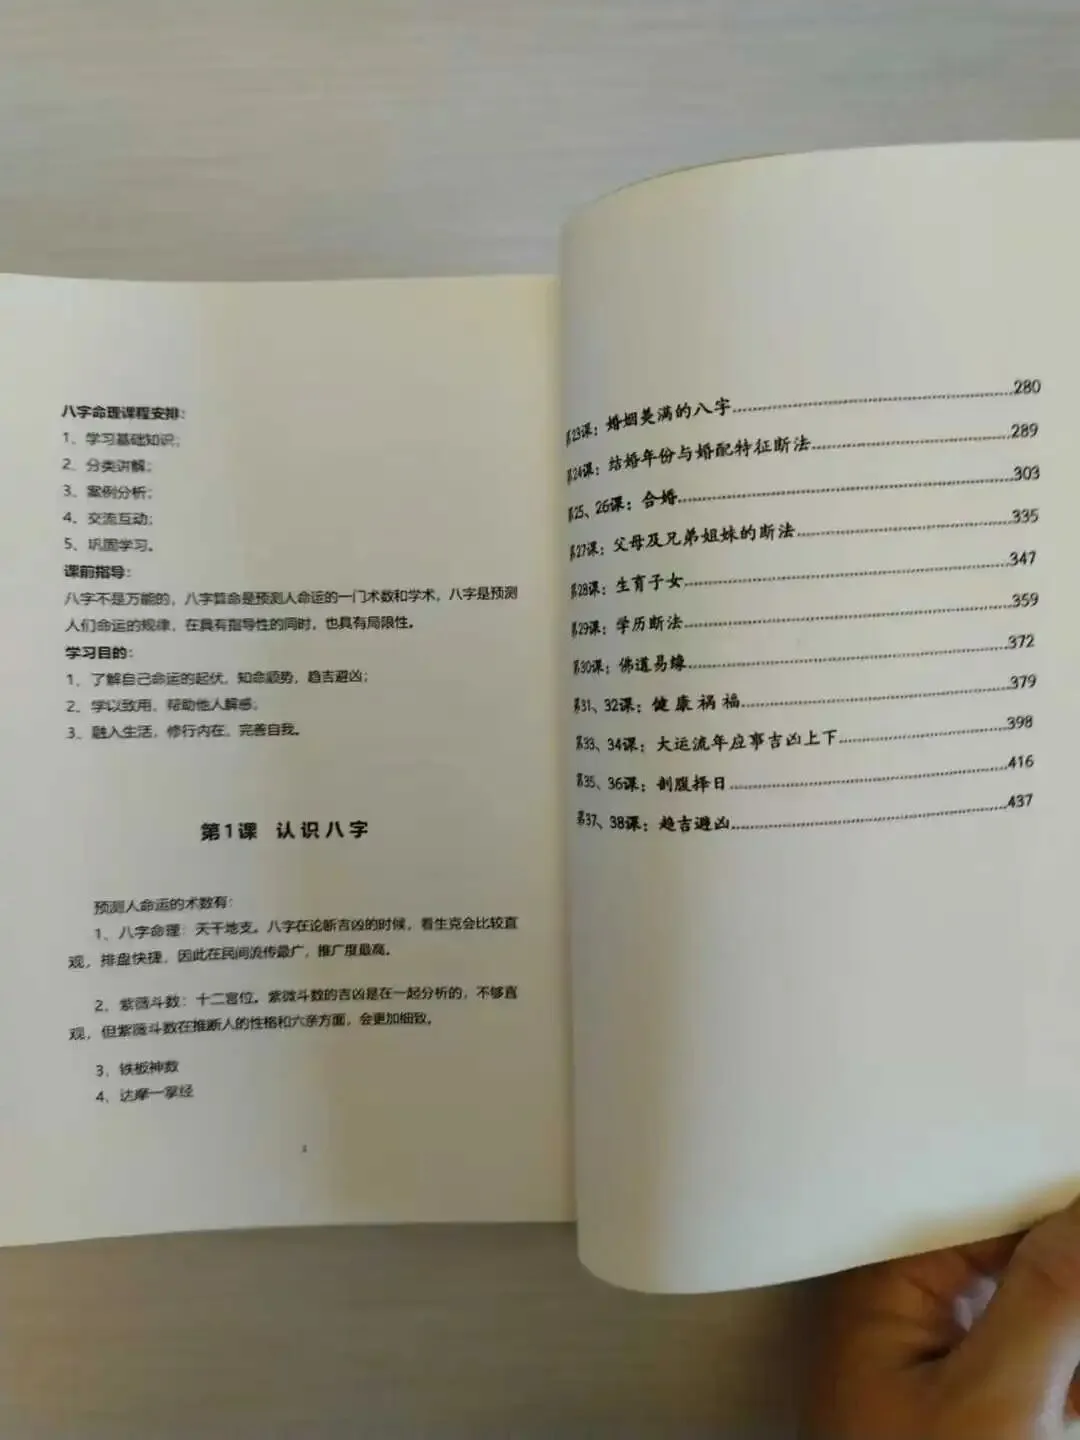 八字命理课程安排：
1、学习基础知识；
2、分类讲解；
3、案例分析；
4、交流互动；
5、巩固学习。
课前指导：
八字不是万能的，八字算命是预测人命运的一门术数和学术，八字是预测
人们命运的规律，在具有指导性的同时，也具有局限性。
学习目的：
1、了解自己命运的起伏，知命顺势，趋吉避凶；
2、学以致用，帮助他人解惑；
3、融入生活，修行内在，完善自我。
第1课 认识八字
预测人命运的术数有：
1、八字命理：天干地支。八字在论断吉凶的时候，看生克会比较直
观，排盘快捷，因此在民间流传最广，推广度最高。
2、紫薇斗数：十二宫位。紫微斗数的吉凶是在一起分析的，不够直
观，但紫薇斗数在推断人的性格和六亲方面，会更加细致。
3、铁板神数
4、达摩一掌经
第23课：婚姻美满的八字...280
第24课：结婚年份与婚配特征断法...289
第25、26课：合婚...303
第27课：父母及兄弟姐妹的断法...335
第28课：生育子女...347
第29课：学历断法...359
第30课：佛道易缘...372
第31、32课：健康祸福...379
第33、34课：大运流年应事吉凶上下...398
第35、36课：剖腹择日...416
第37、38课：趋吉避凶...437